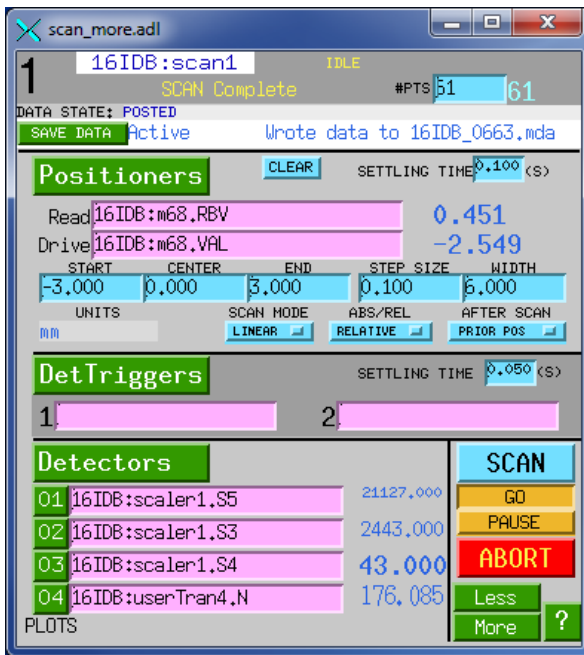 scan_more.adl
1 16IDB:scan1 IDLE
SCAN Complete #PTS 61 61
DATA STATE: POSTED
SAVE DATA Active Wrote data to 16IDB_0663.mda
Positioners CLEAR SETTLING TIME 0.100 (S)
Read 16IDB:m68.RBV 0.451
Drive 16IDB:m68.VAL -2.549
START CENTER END STEP SIZE WIDTH
-3.000 0.000 3.000 0.100 6.000
UNITS SCAN MODE ABS/REL AFTER SCAN
mm LINEAR RELATIVE PRIOR POS
DetTriggers SETTLING TIME 0.050 (S)
1 2
Detectors SCAN
01 16IDB:scaler1.S5 21127.000 GO
02 16IDB:scaler1.S3 2443.000 PAUSE
03 16IDB:scaler1.S4 43.000 ABORT
04 16IDB:userTran4.N 176.085 Less
PLOTS More ?